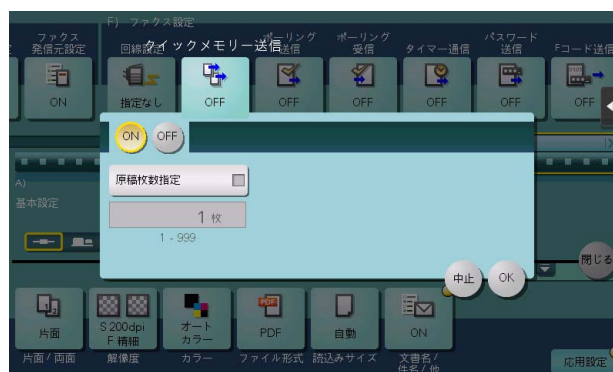 F) ファクス設定
ファクス
発信元設定
回線設定
クイックメモリー送信
ポーリング
送信
ポーリング
受信
タイマー通信
パスワード
送信
Fコード送信
ON
指定なし
OFF
OFF
OFF
OFF
OFF
OFF
ON
OFF
A)
基本設定
原稿枚数指定
1 枚
1 - 999
中止
OK
閉じる
片面
S 200dpi
F 精細
オート
カラー
PDF
自動
ON
片面 / 両面
解像度
カラー
ファイル形式
読込みサイズ
文書名 /
件名 / 他
応用設定